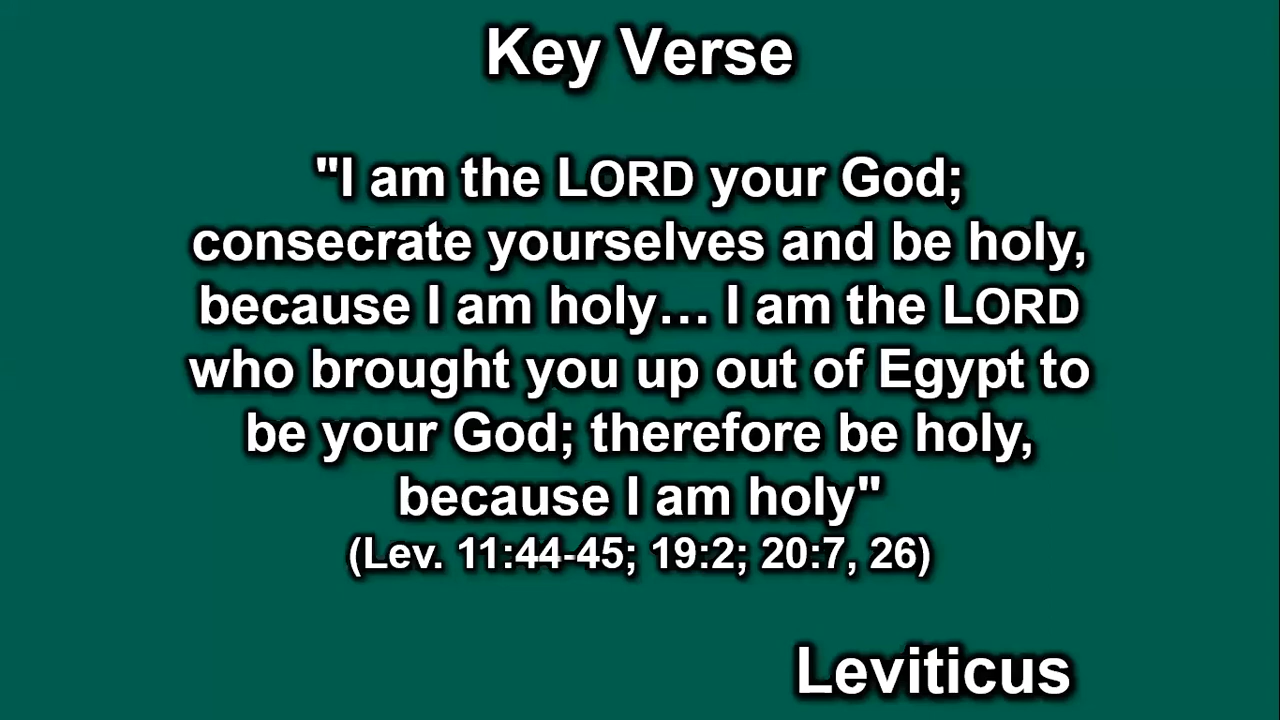 Key Verse
"I am the LORD your God;
consecrate yourselves and be holy,
because I am holy… I am the LORD
who brought you up out of Egypt to
be your God; therefore be holy,
because I am holy"
(Lev. 11:44-45; 19:2; 20:7, 26)
Leviticus